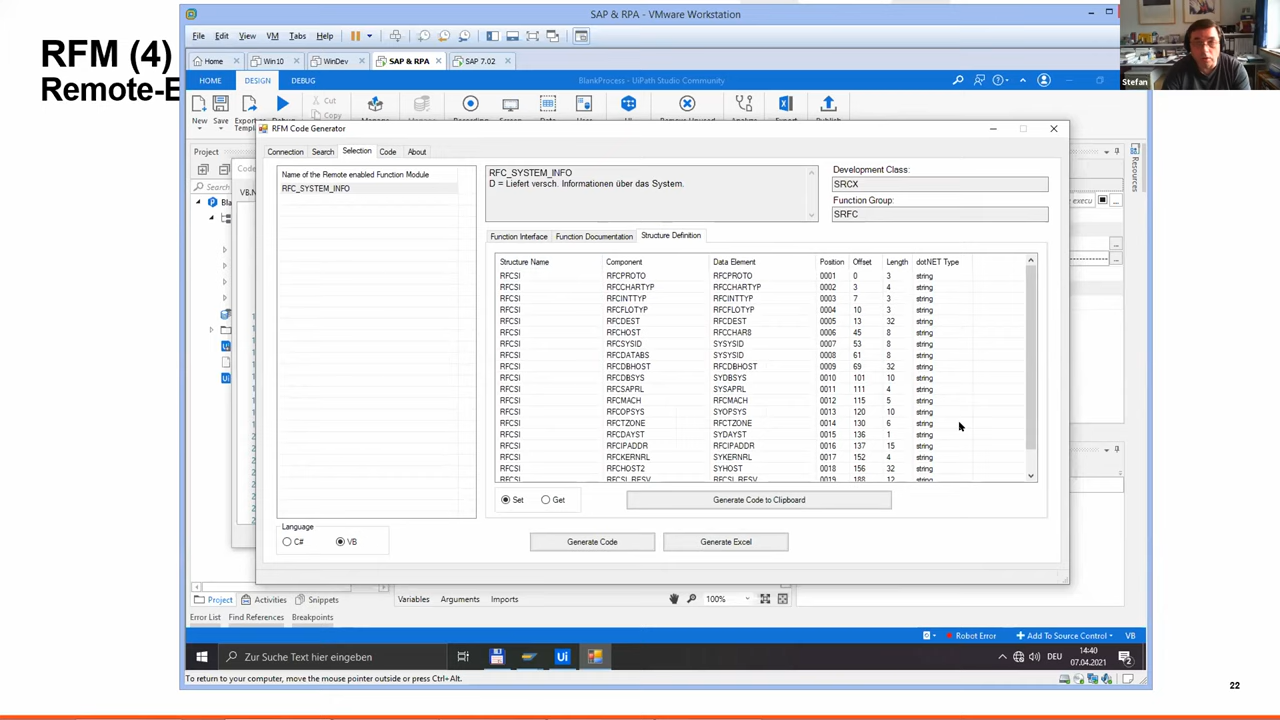 RFM (4)
Remote-E
SAP & RPA - VMware Workstation
File Edit View VM Tabs Help
Home Win10 WinDev SAP & RPA SAP 7.02
HOME DESIGN DEBUG
BlankProcess - UiPath Studio Community
Stefan
Cut
Copy
New Save Export
Templ
RFM Code Generator
Connection Search Selection Code About
Project
Resources
Name of the Remote enabled Function Module
RFC_SYSTEM_INFO
RFC_SYSTEM_INFO
D = Liefert versch. Informationen über das System.
Development Class:
SRCX
Function Group:
SRFC
Function Interface Function Documentation Structure Definition
Structure Name Component Data Element Position Offset Length dotNET Type
RFCSI RFCPROTO RFCPROTO 0001 0 3 string
RFCSI RFCCHARTYP RFCCHARTYP 0002 3 4 string
RFCSI RFCINTTYP RFCINTTYP 0003 7 3 string
RFCSI RFCFLOTYP RFCFLOTYP 0004 10 3 string
RFCSI RFCDEST RFCDEST 0005 13 32 string
RFCSI RFCHOST RFCCHAR8 0006 45 8 string
RFCSI RFCSYSID SYSYSID 0007 53 8 string
RFCSI RFCDATABS SYSYSID 0008 61 8 string
RFCSI RFCDBHOST RFCDBHOST 0009 69 32 string
RFCSI RFCDBSYS SYDBSYS 0010 101 10 string
RFCSI RFCSAPRL SYSAPRL 0011 111 4 string
RFCSI RFCMACH RFCMACH 0012 115 5 string
RFCSI RFCOPSYS SYOPSYS 0013 120 10 string
RFCSI RFCTZONE RFCTZONE 0014 130 6 string
RFCSI RFCDAYST SYDAYST 0015 136 1 string
RFCSI RFCIPADDR RFCIPADDR 0016 137 15 string
RFCSI RFCKERNRL SYKERNRL 0017 152 4 string
RFCSI RFCHOST2 SYHOST 0018 156 32 string
RFCSI RFCSI_RESV RFCSI_RESV 0019 188 12 string
Set Get Generate Code to Clipboard
Language
C# VB
Generate Code Generate Excel
Project Activities Snippets Variables Arguments Imports 100%
Error List Find References Breakpoints
Robot Error Add To Source Control VB
Zur Suche Text hier eingeben
DEU
14:40
07.04.2021
To return to your computer, move the mouse pointer outside or press Ctrl+Alt.
22